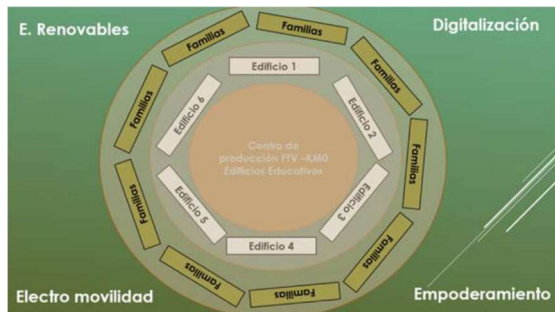 E. Renovables
Digitalización
Familias
Familias
Familias
Familias
Familias
Familias
Familias
Familias
Familias
Familias
Edificio 1
Edificio 2
Edificio 3
Edificio 4
Edificio 5
Edificio 6
Centro de
producción FTV –KM0
Edificios Educativos
Electro movilidad
Empoderamiento